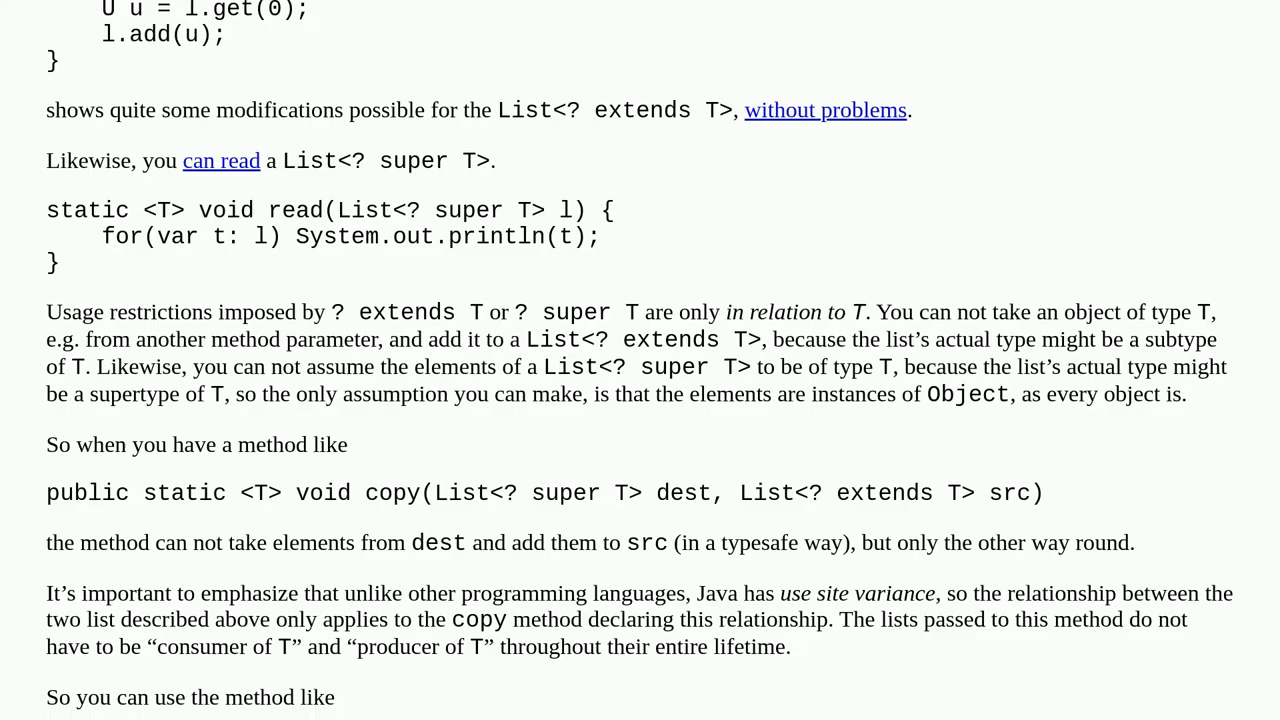 U u = l.get(0);
l.add(u);
}
shows quite some modifications possible for the List<? extends T>, without problems.
Likewise, you can read a List<? super T>.
static <T> void read(List<? super T> l) {
for(var t: l) System.out.println(t);
}
Usage restrictions imposed by ? extends T or ? super T are only in relation to T. You can not take an object of type T,
e.g. from another method parameter, and add it to a List<? extends T>, because the list’s actual type might be a subtype
of T. Likewise, you can not assume the elements of a List<? super T> to be of type T, because the list’s actual type might
be a supertype of T, so the only assumption you can make, is that the elements are instances of Object, as every object is.
So when you have a method like
public static <T> void copy(List<? super T> dest, List<? extends T> src)
the method can not take elements from dest and add them to src (in a typesafe way), but only the other way round.
It’s important to emphasize that unlike other programming languages, Java has use site variance, so the relationship between the
two list described above only applies to the copy method declaring this relationship. The lists passed to this method do not
have to be “consumer of T” and “producer of T” throughout their entire lifetime.
So you can use the method like